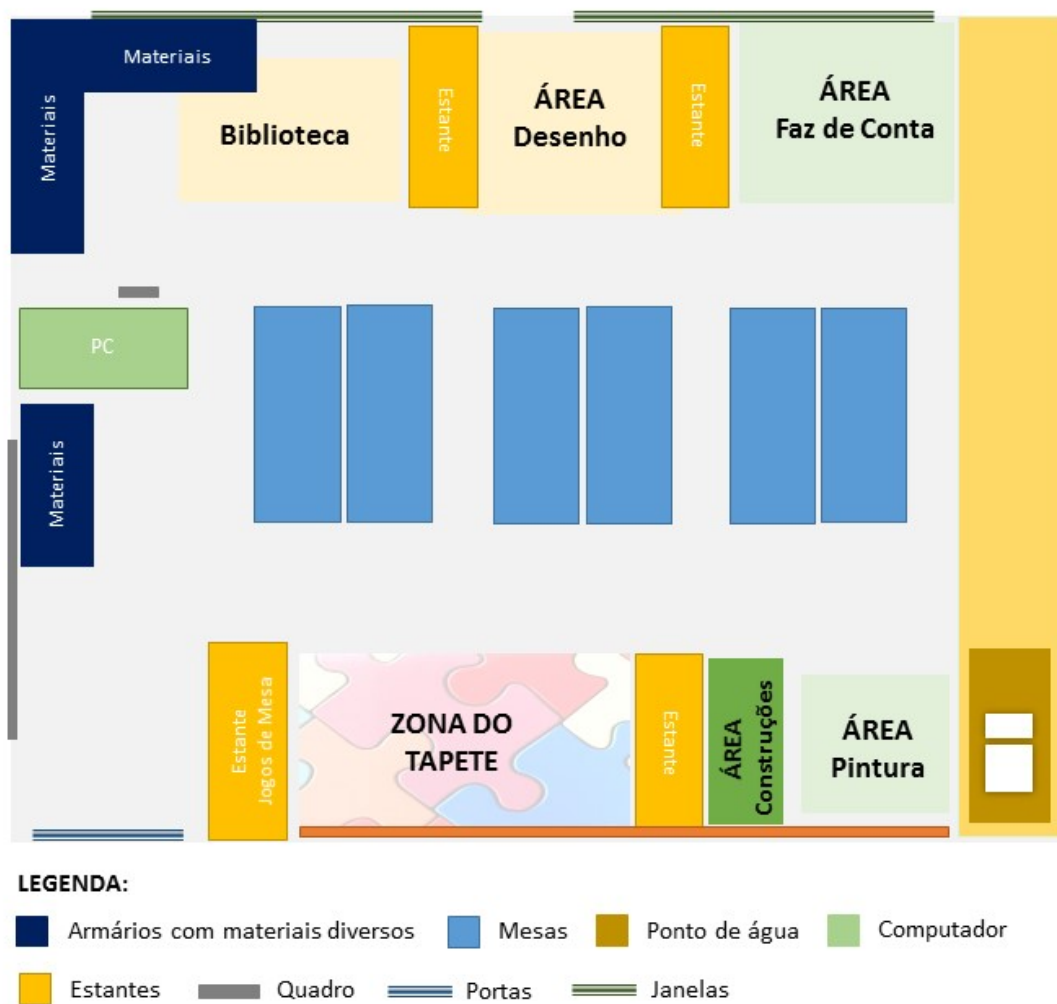 Materiais
Materiais
Biblioteca
Estante
ÁREA
Desenho
Estante
ÁREA
Faz de Conta
PC
Materiais
Estante
Jogos de Mesa
ZONA DO
TAPETE
Estante
ÁREA
Construções
ÁREA
Pintura
LEGENDA:
Armários com materiais diversos
Mesas
Ponto de água
Computador
Estantes
Quadro
Portas
Janelas